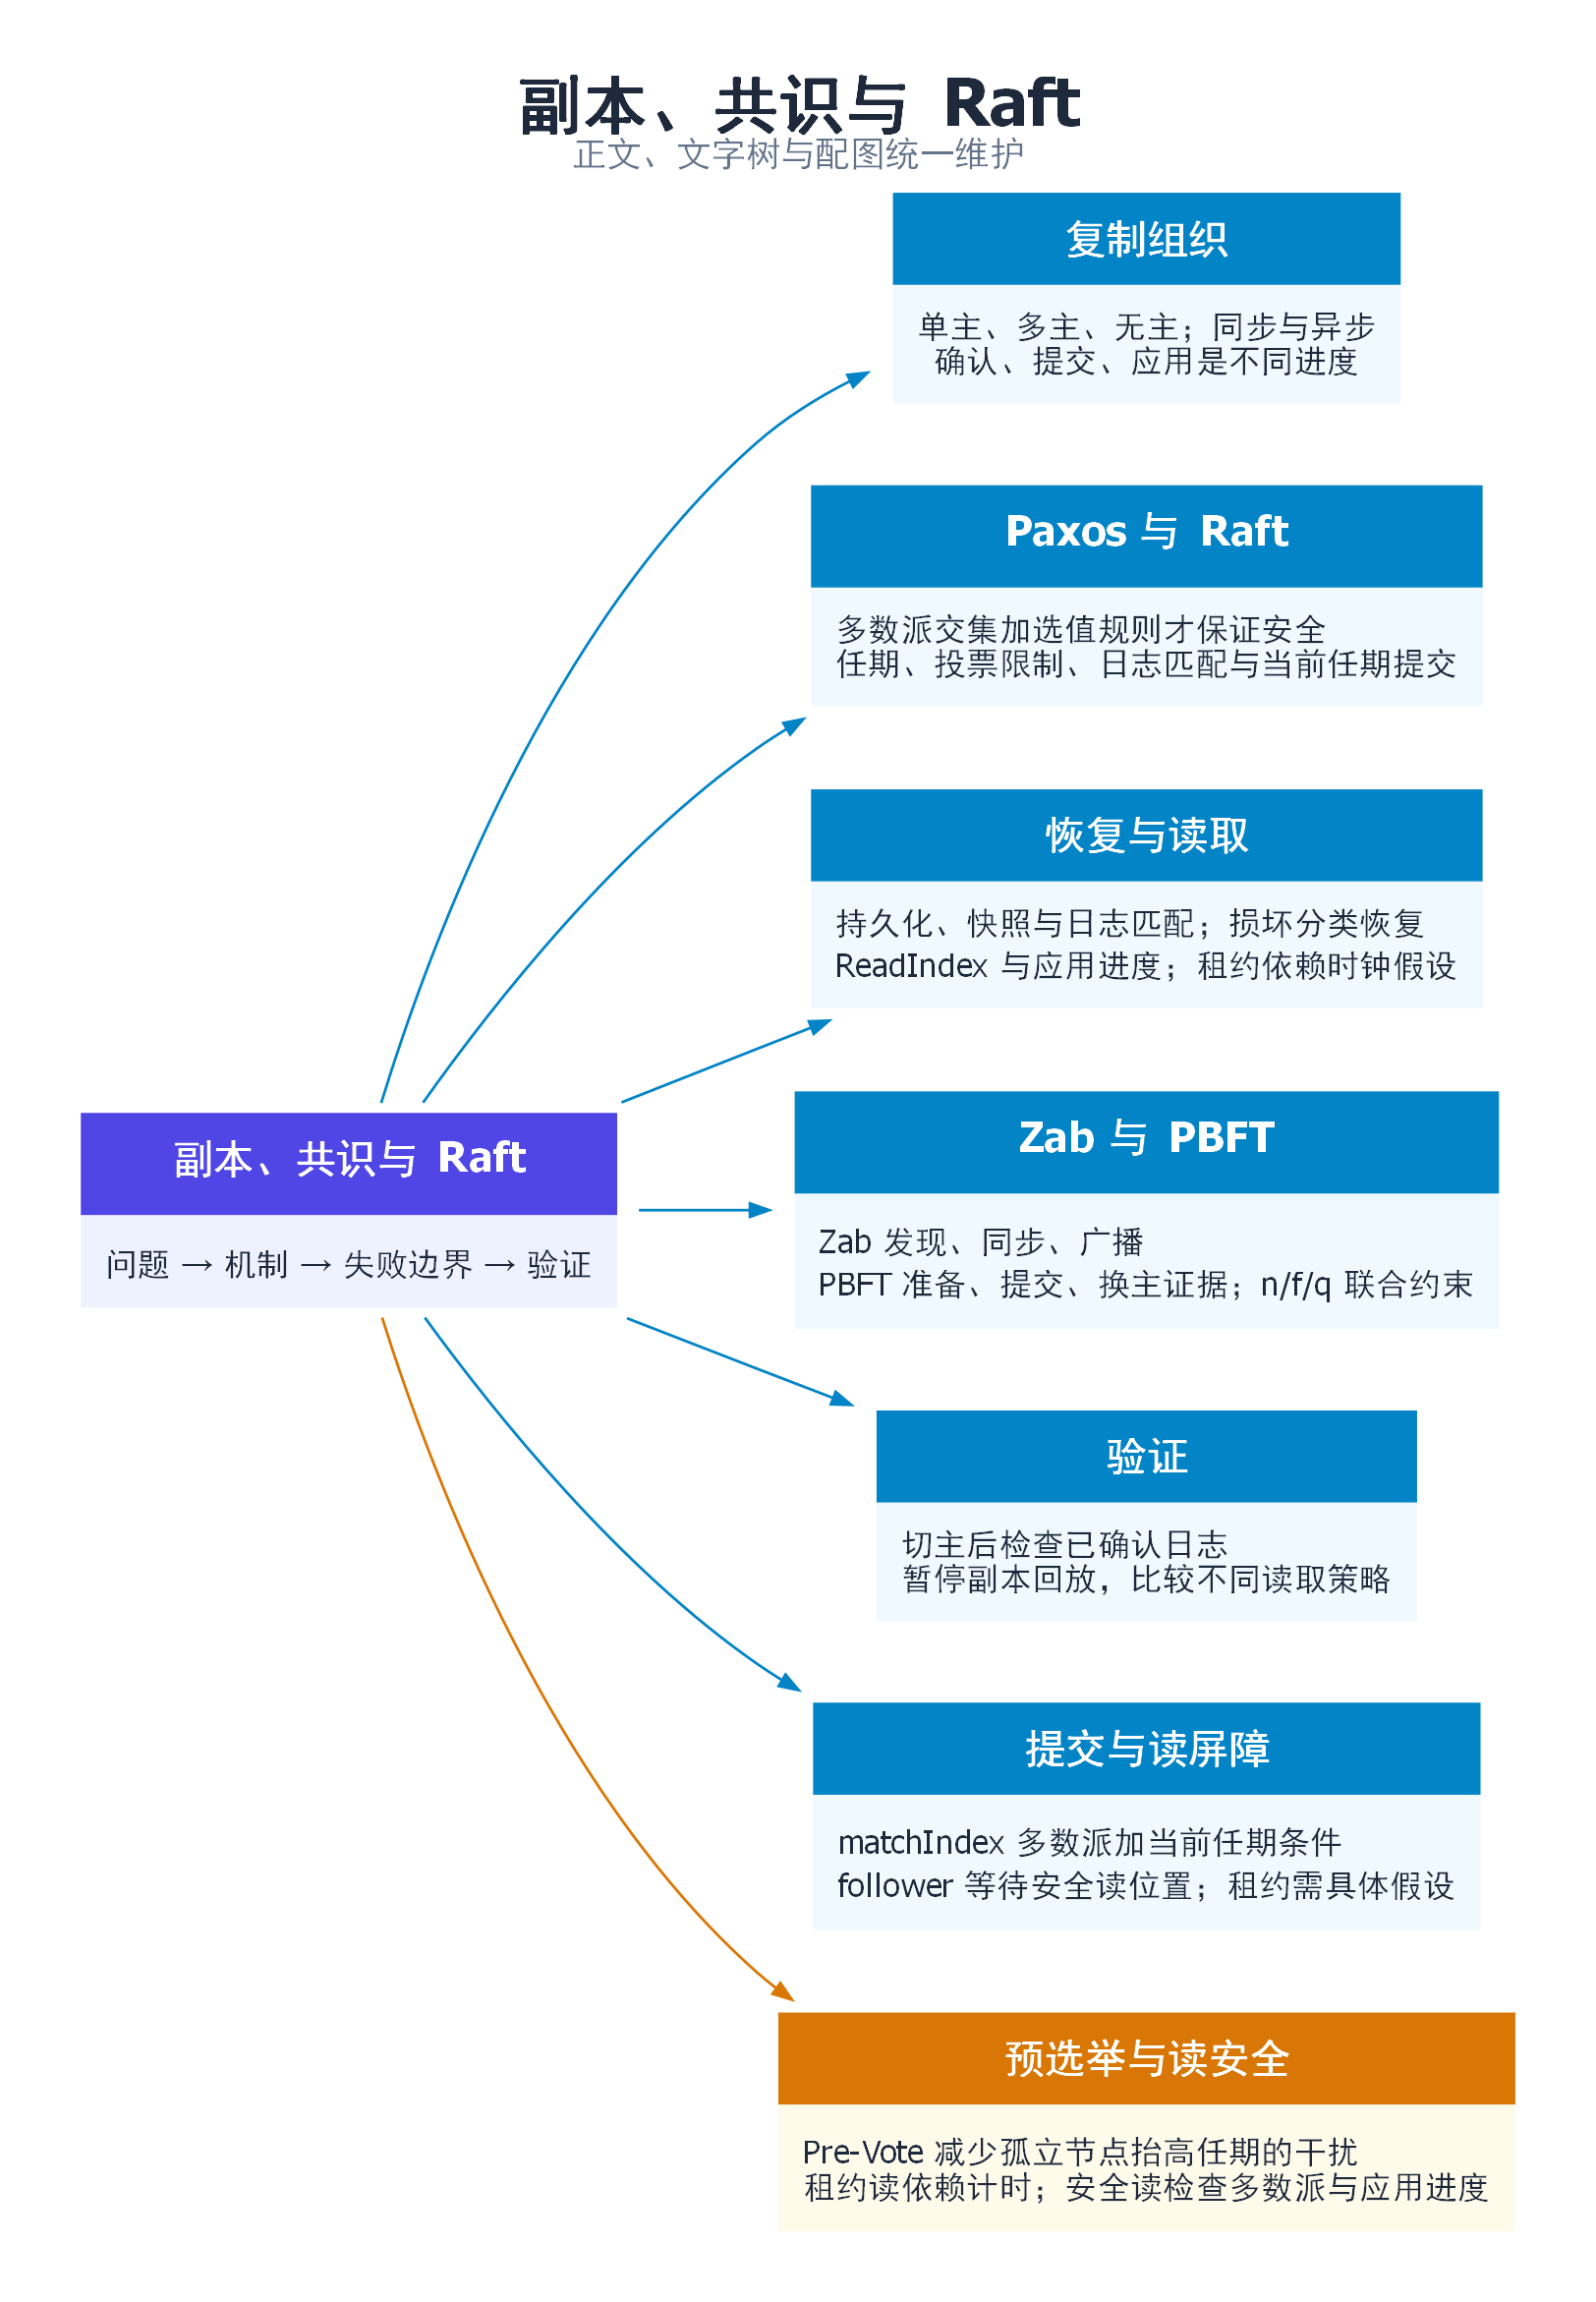 副本、共识与 Raft
正文、文字树与配图统一维护
复制组织
单主、多主、无主；同步与异步
确认、提交、应用是不同进度
Paxos 与 Raft
多数派交集加选值规则才保证安全
任期、投票限制、日志匹配与当前任期提交
恢复与读取
持久化、快照与日志匹配；损坏分类恢复
ReadIndex 与应用进度；租约依赖时钟假设
副本、共识与 Raft
问题 → 机制 → 失败边界 → 验证
Zab 与 PBFT
Zab 发现、同步、广播
PBFT 准备、提交、换主证据；n/f/q 联合约束
验证
切主后检查已确认日志
暂停副本回放，比较不同读取策略
提交与读屏障
matchIndex 多数派加当前任期条件
follower 等待安全读位置；租约需具体假设
预选举与读安全
Pre-Vote 减少孤立节点抬高任期的干扰
租约读依赖计时；安全读检查多数派与应用进度